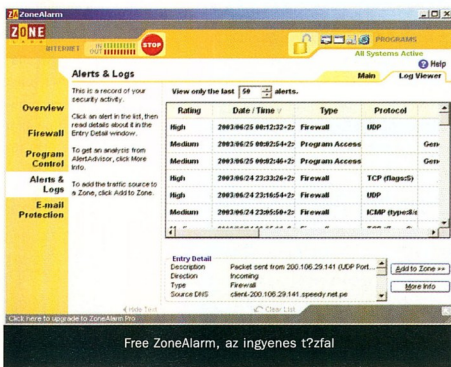 ZoneAlarm
ZONE
LABS
INTERNET
IN
OUT
STOP
PROGRAMS
All Systems Active
Help
Alerts & Logs
Main
Log Viewer
Overview
Firewall
Program Control
Alerts & Logs
E-mail Protection
This is a record of your security activity.
Click an alert in the list, then read details about it in the Entry Detail window.
To get an analysis from AlertAdvisor, click More Info.
To add the traffic source to a Zone, click Add to Zone.
View only the last 50 alerts.
Rating Date / Time Type Protocol
High 2003/06/25 00:12:32+2: Firewall UDP
Medium 2003/06/25 00:02:54+2: Program Access Gen
Medium 2003/06/25 00:02:46+2: Program Access Gen
High 2003/06/24 23:33:26+2: Firewall TCP (flags:S)
High 2003/06/24 23:16:54+2: Firewall UDP
Medium 2003/06/24 23:05:50+2: Firewall ICMP (type:8/s
Entry Detail
Description Packet sent from 200.106.29.141 (UDP Port...
Direction Incoming
Type Firewall
Source DNS client-200.106.29.141.speedy.net.pe
Add to Zone >>
More Info
Hide Text
Clear List
Click here to upgrade to ZoneAlarm Pro.
Free ZoneAlarm, az ingyenes t?zfal